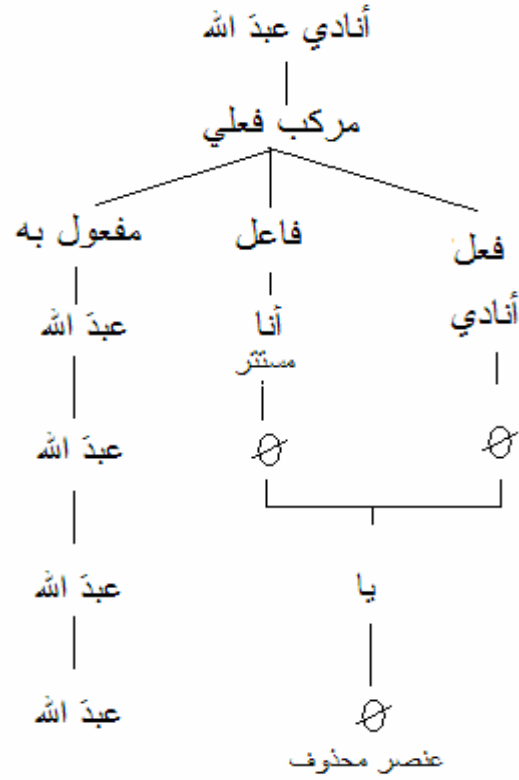 أنادي عبدَ الله
مركب فعلي
فعل فاعل مفعول به
أنادي أنا عبدَ الله
مستتر
∅ ∅ عبدَ الله
يا عبدَ الله
∅ عبدَ الله
عنصر محذوف